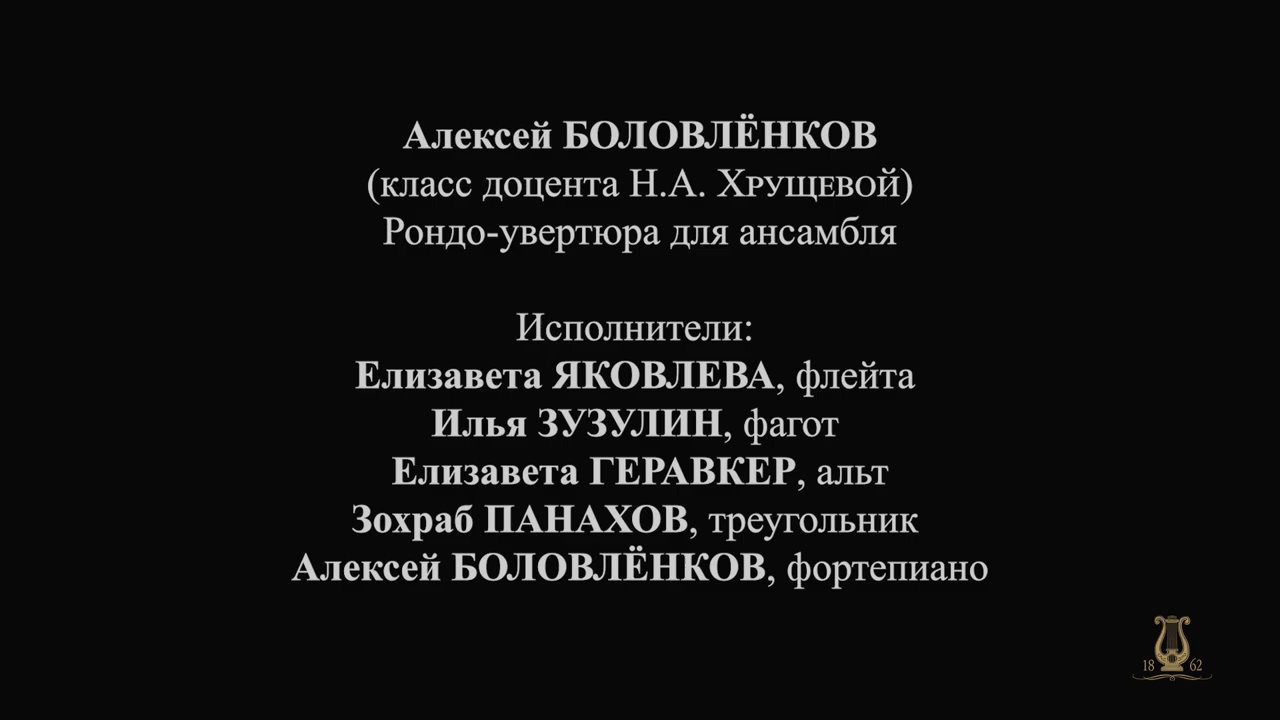 Алексей БОЛОВЛЁНКОВ
(класс доцента Н.А. ХРУЩЕВОЙ)
Рондо-увертюра для ансамбля
Исполнители:
Елизавета ЯКОВЛЕВА, флейта
Илья ЗУЗУЛИН, фагот
Елизавета ГЕРАВКЕР, альт
Зохраб ПАНАХОВ, треугольник
Алексей БОЛОВЛЁНКОВ, фортепиано
18 62